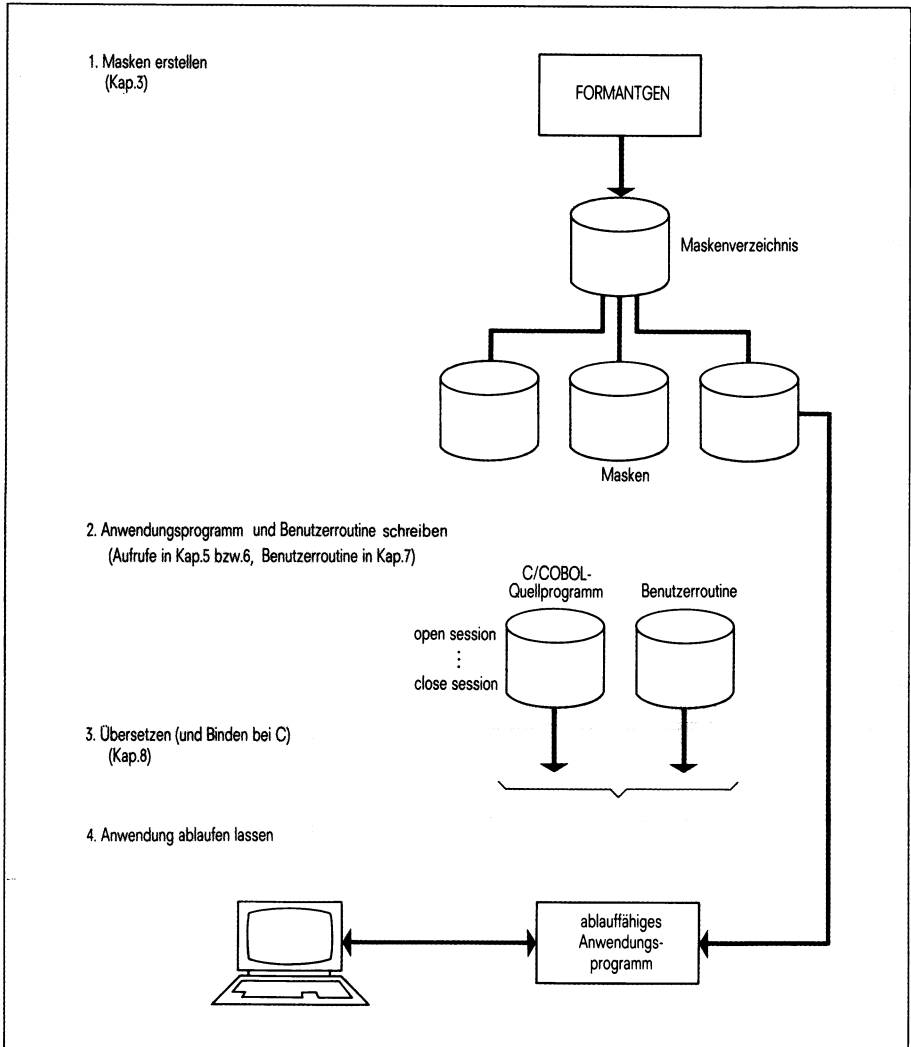 1. Masken erstellen
(Kap.3)
FORMANTGEN
Maskenverzeichnis
Masken
2. Anwendungsprogramm und Benutzerroutine schreiben
(Aufrufe in Kap.5 bzw.6, Benutzerroutine in Kap.7)
C/COBOL-
Quellprogramm
Benutzerroutine
open session
⋮
close session
3. Übersetzen (und Binden bei C)
(Kap.8)
4. Anwendung ablaufen lassen
ablauffähiges
Anwendungs-
programm